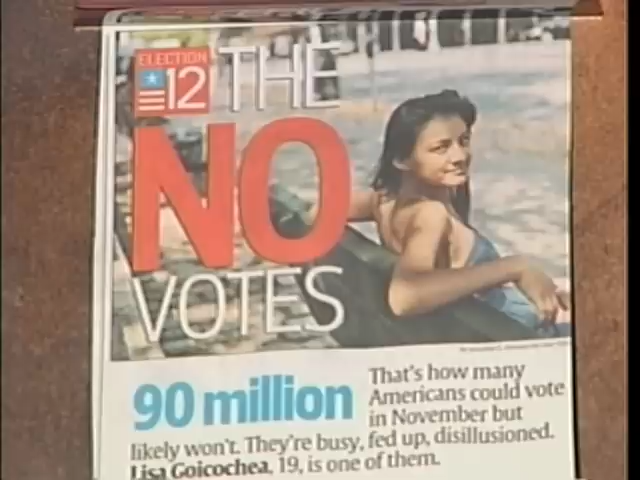 ELECTION
12
THE
NO
VOTES
90 million
That's how many
Americans could vote
in November but
likely won't. They're busy, fed up, disillusioned.
Lisa Goicochea, 19, is one of them.